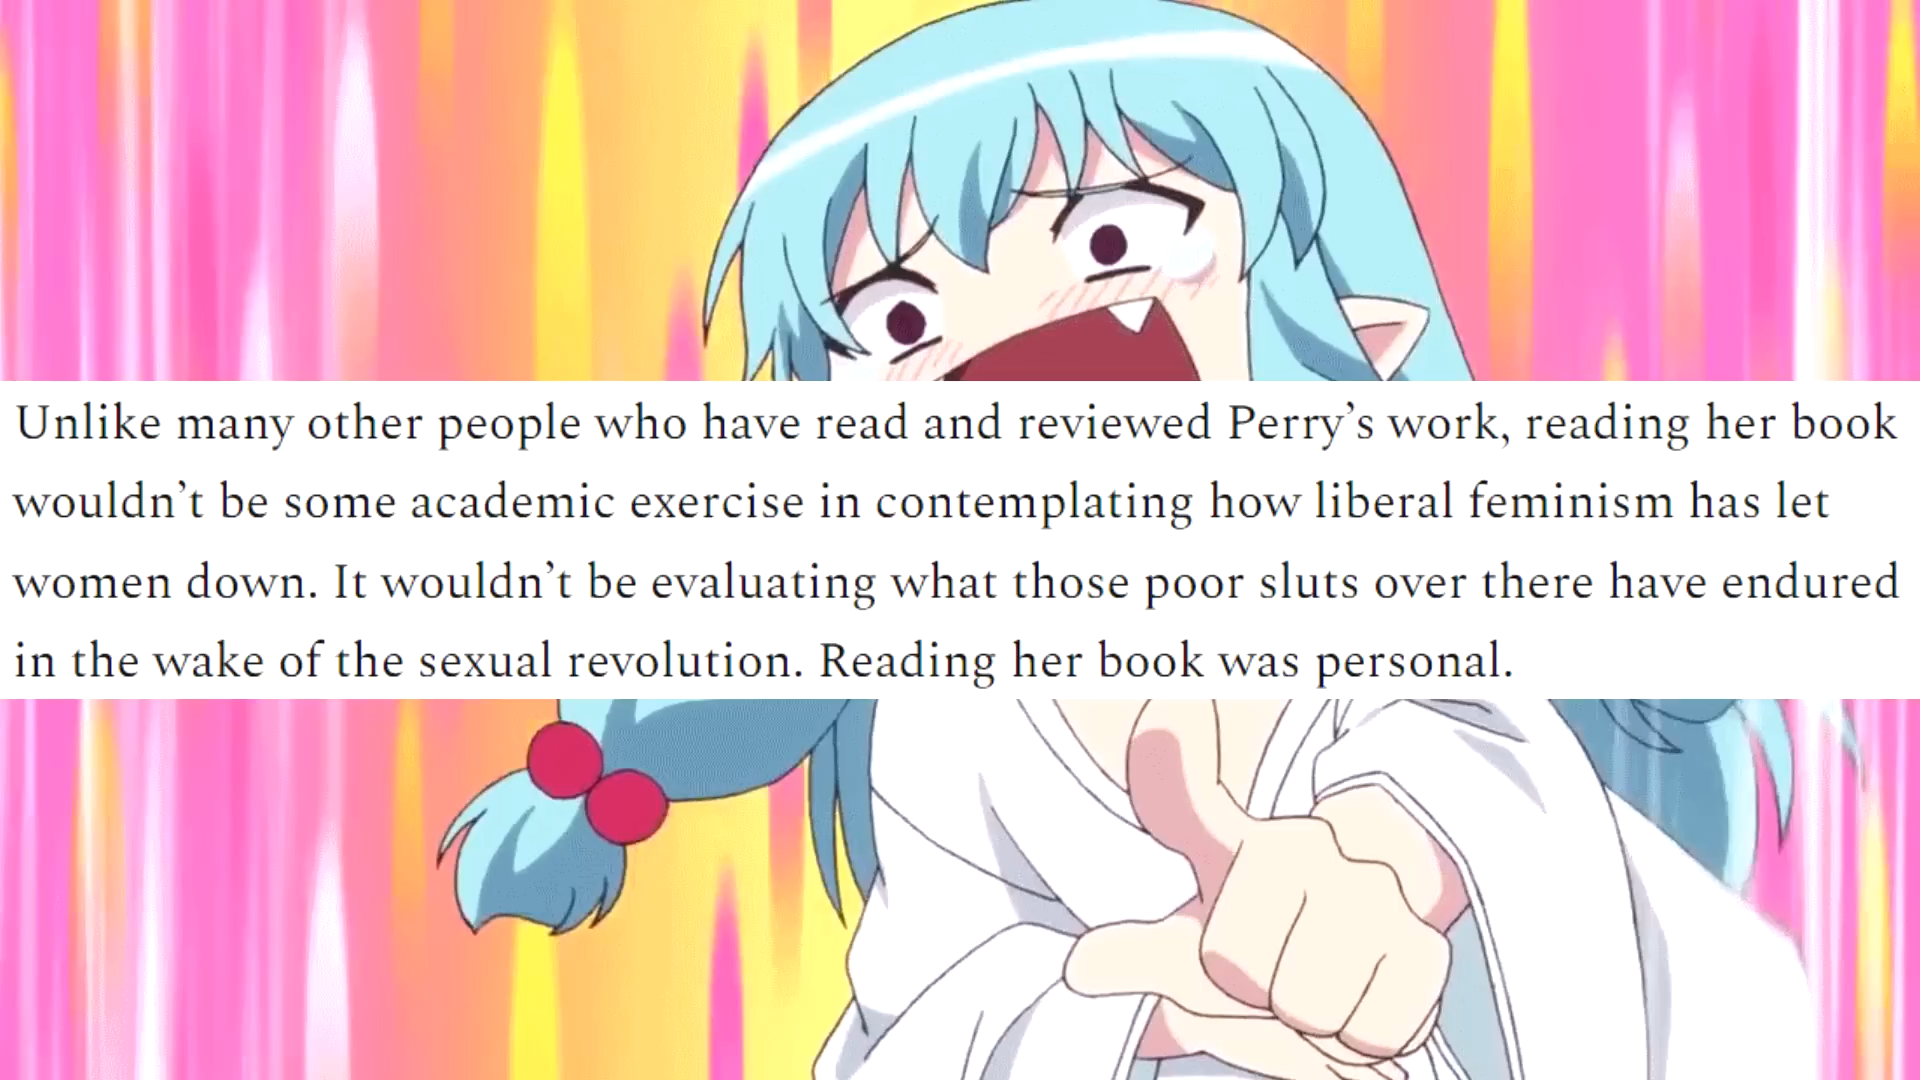 Unlike many other people who have read and reviewed Perry’s work, reading her book
wouldn’t be some academic exercise in contemplating how liberal feminism has let
women down. It wouldn’t be evaluating what those poor sluts over there have endured
in the wake of the sexual revolution. Reading her book was personal.